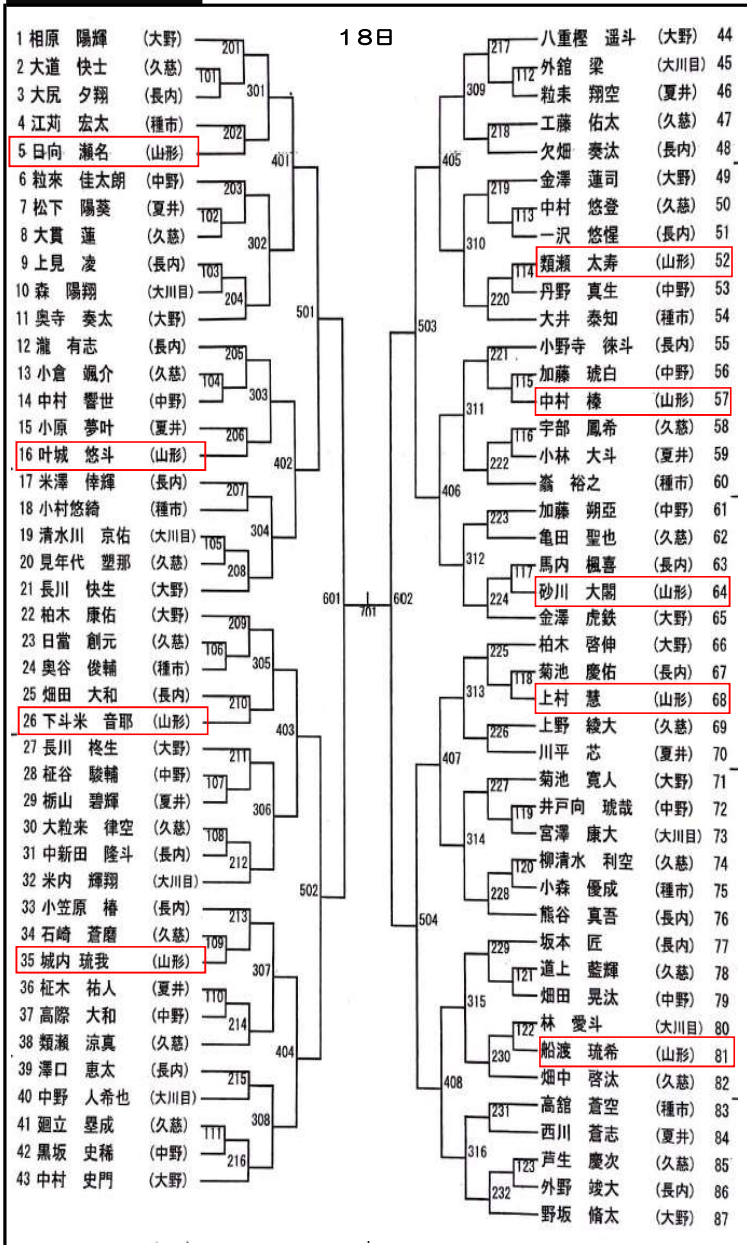 18日
1 相原 陽輝 (大野)
2 大道 快士 (久慈)
3 大尻 夕翔 (長内)
4 江苅 宏太 (種市)
5 日向 瀬名 (山形)
6 粒來 佳太朗 (中野)
7 松下 陽葵 (夏井)
8 大貫 蓮 (久慈)
9 上見 凌 (長内)
10 森 陽翔 (大川目)
11 奥寺 奏太 (大野)
12 瀧 有志 (長内)
13 小倉 颯介 (久慈)
14 中村 響世 (中野)
15 小原 夢叶 (夏井)
16 叶城 悠斗 (山形)
17 米澤 倖輝 (長内)
18 小村悠綺 (種市)
19 清水川 京佑 (大川目)
20 見年代 塑那 (久慈)
21 長川 快生 (大野)
22 柏木 康佑 (大野)
23 日當 創元 (久慈)
24 奥谷 俊輔 (種市)
25 畑田 大和 (長内)
26 下斗米 音耶 (山形)
27 長川 柊生 (大野)
28 柾谷 駿輔 (中野)
29 栃山 碧輝 (夏井)
30 大粒来 律空 (久慈)
31 中新田 隆斗 (長内)
32 米内 輝翔 (大川目)
33 小笠原 椿 (長内)
34 石崎 蒼磨 (久慈)
35 城内 琉我 (山形)
36 柾木 祐人 (夏井)
37 高際 大和 (中野)
38 類瀬 涼真 (久慈)
39 澤口 恵太 (長内)
40 中野 人希也 (大川目)
41 廻立 塁成 (久慈)
42 黒坂 史稀 (中野)
43 中村 史門 (大野)
101
102
103
104
105
106
107
108
109
110
111
201
202
203
204
205
206
207
208
209
210
211
212
213
214
215
216
301
302
303
304
305
306
307
308
401
402
403
404
501
502
601
701
602
八重樫 遥斗 (大野) 44
外舘 梁 (大川目) 45
粒来 翔空 (夏井) 46
工藤 佑太 (久慈) 47
欠畑 奏汰 (長内) 48
金澤 蓮司 (大野) 49
中村 悠登 (久慈) 50
一沢 悠惺 (長内) 51
類瀬 太寿 (山形) 52
丹野 真生 (中野) 53
大井 泰知 (種市) 54
小野寺 徠斗 (長内) 55
加藤 琥白 (中野) 56
中村 榛 (山形) 57
宇部 鳳希 (久慈) 58
小林 大斗 (夏井) 59
裕之 (種市) 60
加藤 朔亞 (中野) 61
亀田 聖也 (久慈) 62
馬内 楓喜 (長内) 63
砂川 大閣 (山形) 64
金澤 虎鉄 (大野) 65
柏木 啓伸 (大野) 66
菊池 慶佑 (長内) 67
上村 慧 (山形) 68
上野 綾大 (久慈) 69
川平 芯 (夏井) 70
菊池 寛人 (大野) 71
井戸向 琥哉 (中野) 72
宮澤 康大 (大川目) 73
柳清水 利空 (久慈) 74
小森 優成 (種市) 75
熊谷 真吾 (長内) 76
坂本 匠 (長内) 77
道上 藍輝 (久慈) 78
畑田 晃汰 (中野) 79
林 愛斗 (大川目) 80
船渡 琉希 (山形) 81
畑中 啓汰 (久慈) 82
高舘 蒼空 (種市) 83
西川 蒼志 (夏井) 84
芦生 慶次 (久慈) 85
外野 竣大 (長内) 86
野坂 脩太 (大野) 87
112
113
114
115
116
117
118
119
120
121
122
123
217
218
219
220
221
222
223
224
225
226
227
228
229
230
231
232
309
310
311
312
313
314
315
316
405
406
407
408
503
504